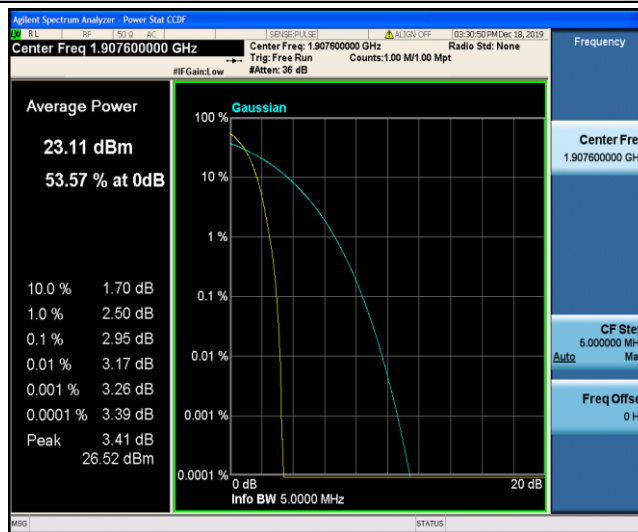 Agilent Spectrum Analyzer - Power Stat CCDF
RL RF 50 Ω AC SENSE:PULSE ALIGN OFF 03:30:50 PM Dec 18, 2019
Center Freq 1.907600000 GHz
Center Freq: 1.907600000 GHz Radio Std: None
Trig: Free Run Counts:1.00 M/1.00 Mpt
#IFGain:Low #Atten: 36 dB
Frequency
Average Power
23.11 dBm
53.57 % at 0dB
10.0 % 1.70 dB
1.0 % 2.50 dB
0.1 % 2.95 dB
0.01 % 3.17 dB
0.001 % 3.26 dB
0.0001 % 3.39 dB
Peak 3.41 dB
26.52 dBm
Gaussian
100 %
10 %
1 %
0.1 %
0.01 %
0.001 %
0.0001 %
0 dB 20 dB
Info BW 5.0000 MHz
Center Fre
1.907600000 GH
CF Ste
5.000000 MH
Auto Ma
Freq Offse
0 H
MSG STATUS